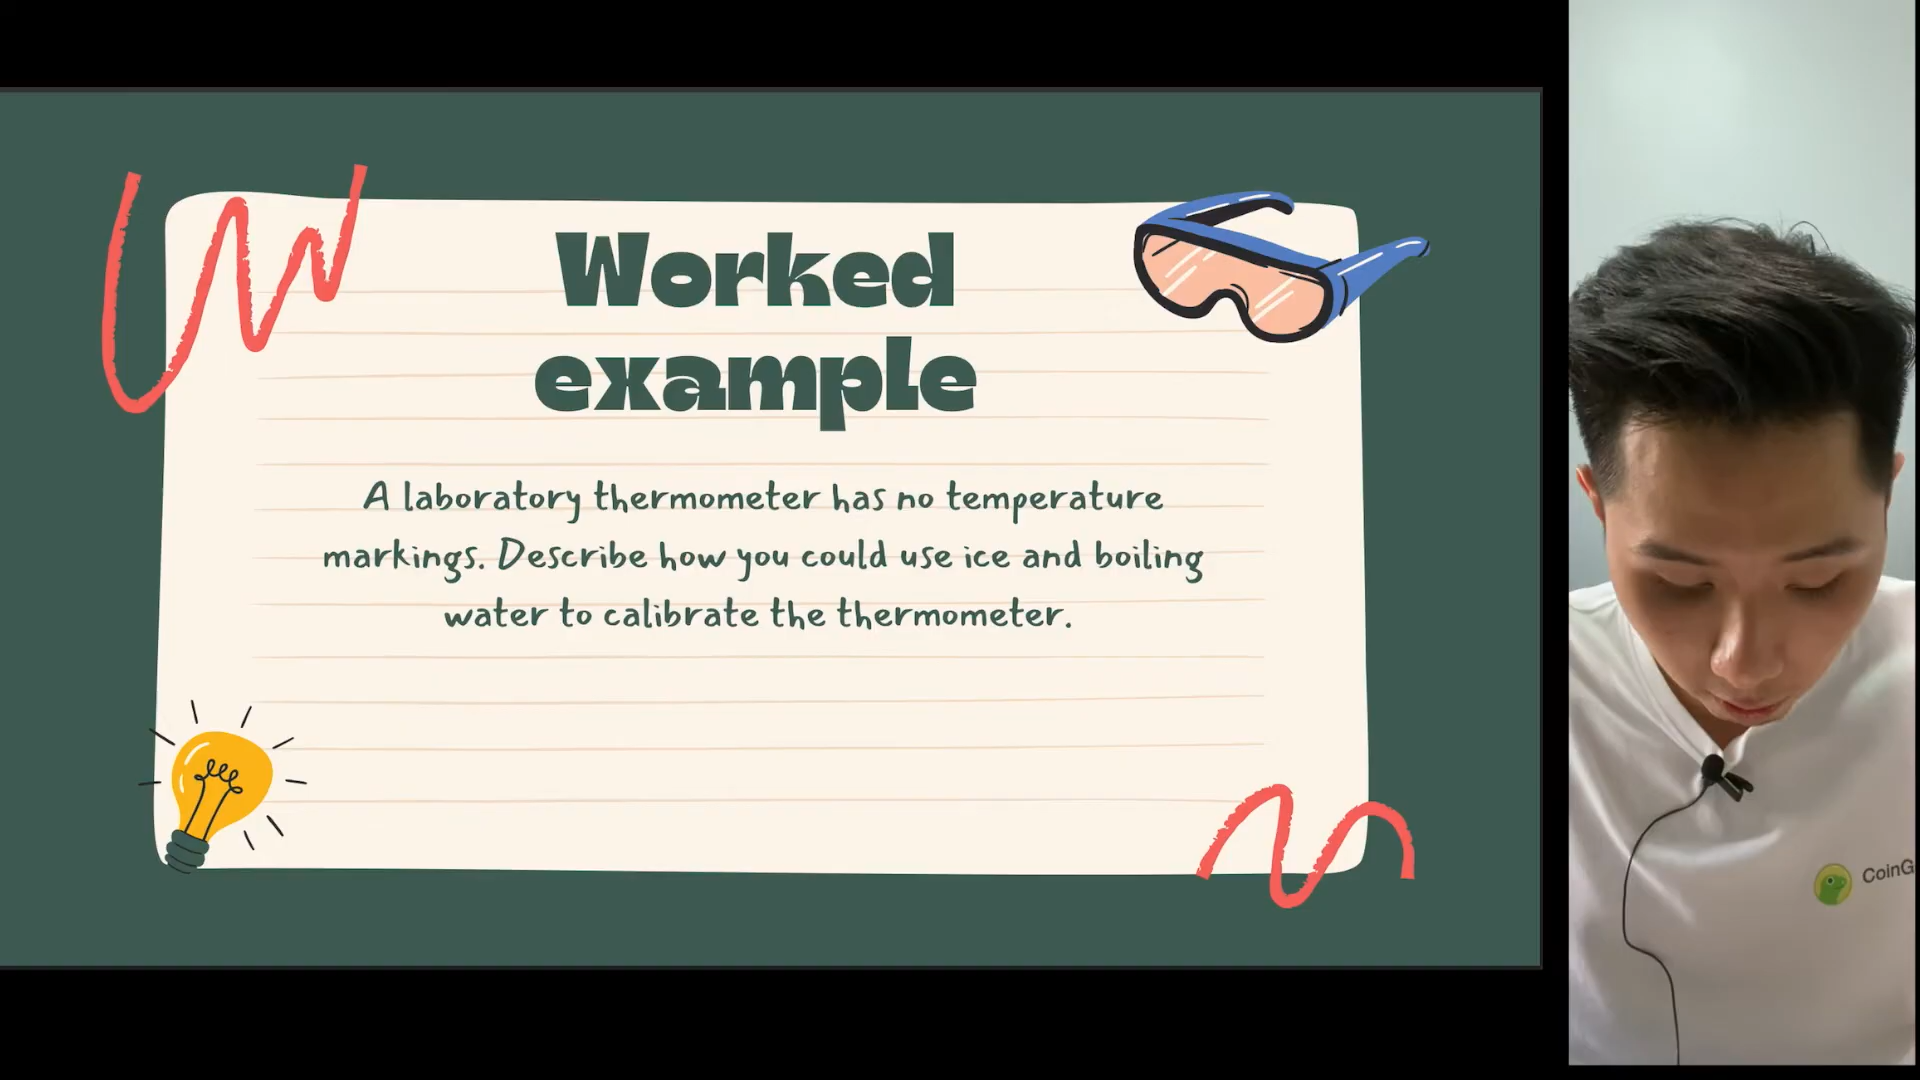 Worked
example
A laboratory thermometer has no temperature
markings. Describe how you could use ice and boiling
water to calibrate the thermometer.
CoinG